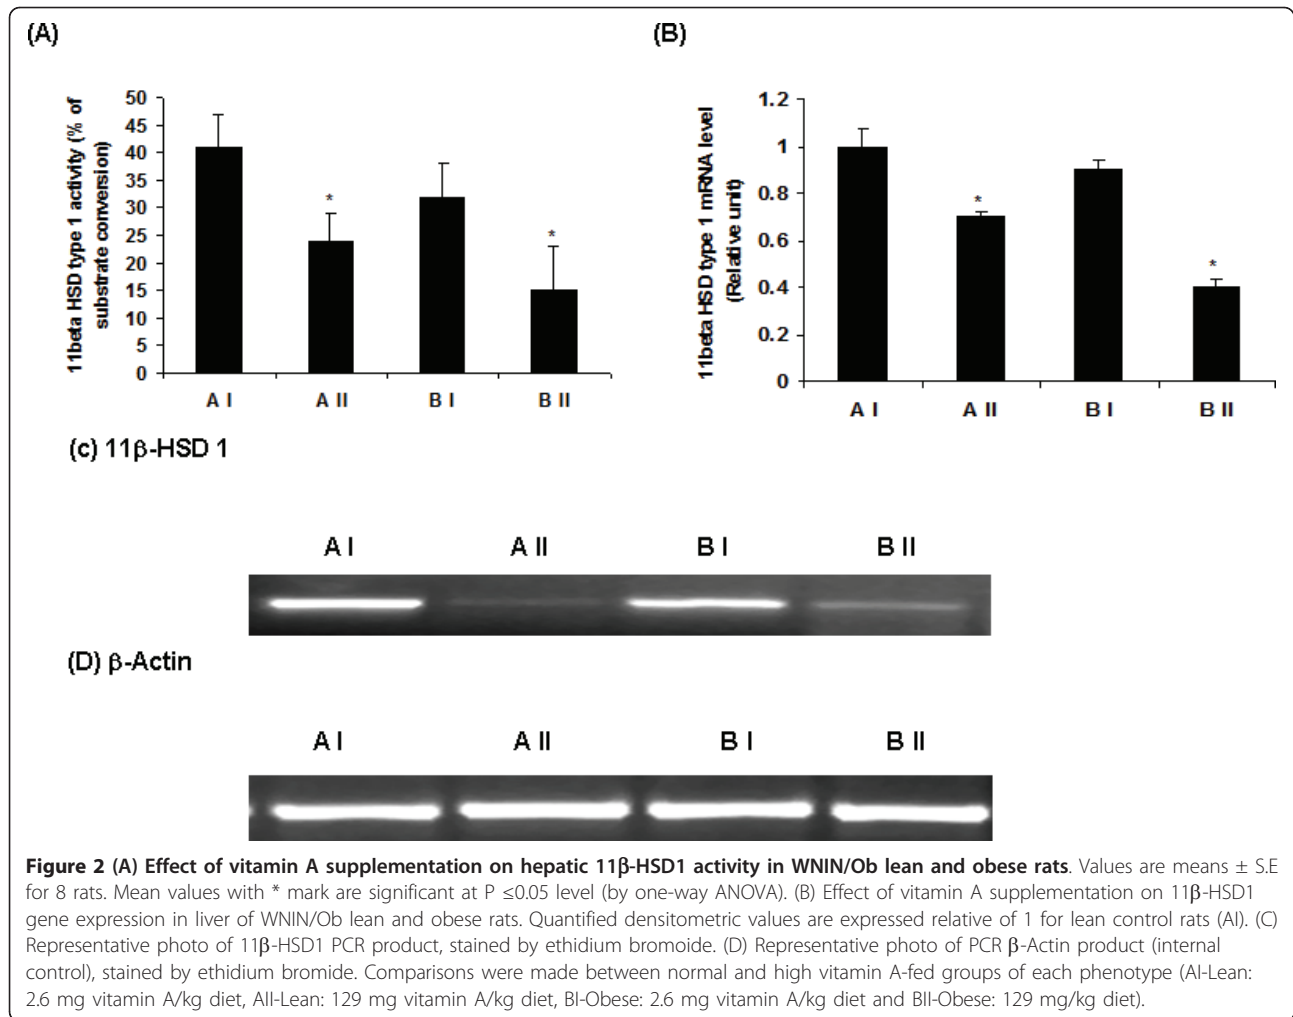 (A)
(B)
11beta HSD type 1 activity (% of
substrate conversion)
50
45
40
35
30
25
20
15
10
5
0
*
*
A I A II B I B II
11beta HSD type 1 mRNA level
(Relative unit)
1.2
1
0.8
0.6
0.4
0.2
0
*
*
A I A II B I B II
(c) 11β-HSD 1
A I A II B I B II
(D) β-Actin
A I A II B I B II
Figure 2 (A) Effect of vitamin A supplementation on hepatic 11β-HSD1 activity in WNIN/Ob lean and obese rats. Values are means ± S.E
for 8 rats. Mean values with * mark are significant at P ≤0.05 level (by one-way ANOVA). (B) Effect of vitamin A supplementation on 11β-HSD1
gene expression in liver of WNIN/Ob lean and obese rats. Quantified densitometric values are expressed relative of 1 for lean control rats (AI). (C)
Representative photo of 11β-HSD1 PCR product, stained by ethidium bromoide. (D) Representative photo of PCR β-Actin product (internal
control), stained by ethidium bromide. Comparisons were made between normal and high vitamin A-fed groups of each phenotype (AI-Lean:
2.6 mg vitamin A/kg diet, AII-Lean: 129 mg vitamin A/kg diet, BI-Obese: 2.6 mg vitamin A/kg diet and BII-Obese: 129 mg/kg diet).